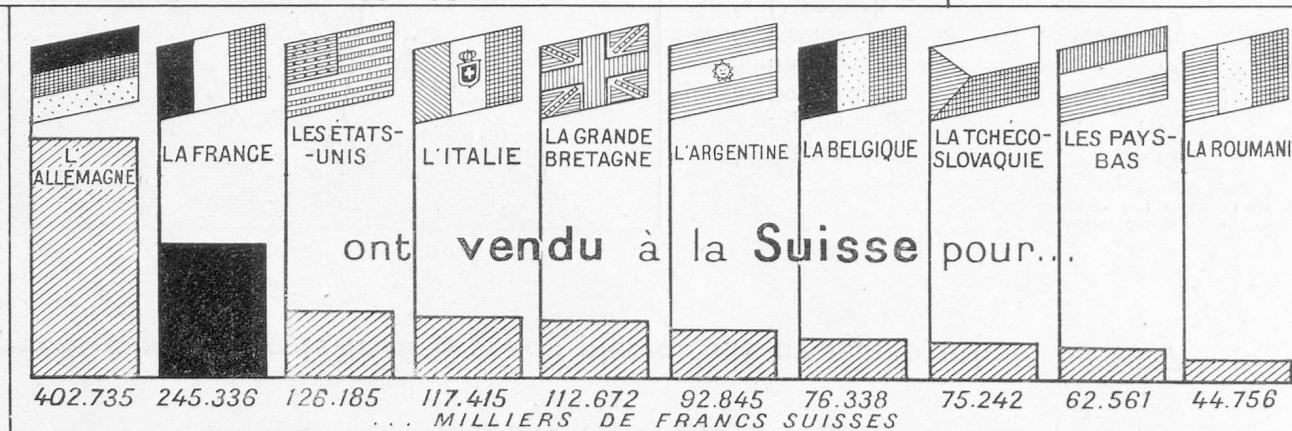 L'ALLEMAGNE
LA FRANCE
LES ÉTATS-
-UNIS
L'ITALIE
LA GRANDE
BRETAGNE
L'ARGENTINE
LA BELGIQUE
LA TCHÉCO-
SLOVAQUIE
LES PAYS-
BAS
LA ROUMANI
ont vendu à la Suisse pour...
402.735 245.336 126.185 117.415 112.672 92.845 76.338 75.242 62.561 44.756
... MILLIERS DE FRANCS SUISSES